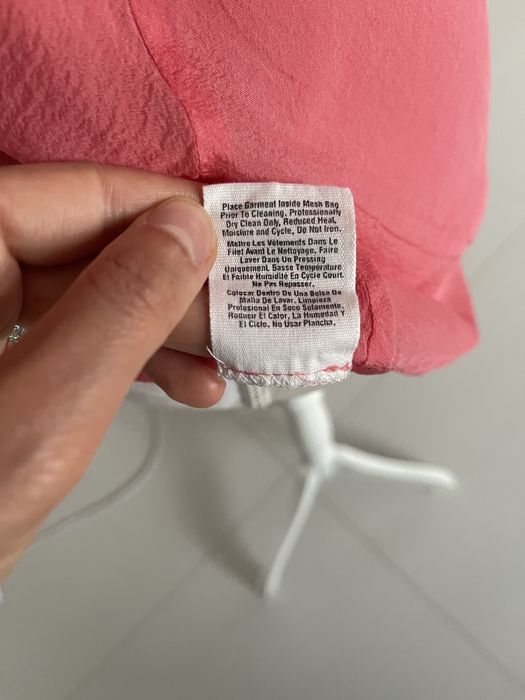 Place Garment Inside Mesh Bag
Prior To Cleaning. Professionally
Dry Clean Only, Reduced Heat,
Moisture and Cycle, Do Not Iron.
Mettre Les Vêtements Dans Le
Filet Avant Le Nettoyage. Faire
Laver Dans Un Pressing
Uniquement, Basse Température
Et Faible Humidité En Cycle Court.
Ne Pas Repasser.
Colocar Dentro De Una Bolsa De
Malla De Lavar. Limpieza
Profesional En Seco Solamente,
Reducir El Calor, La Humedad Y
El Ciclo, No Usar Plancha.